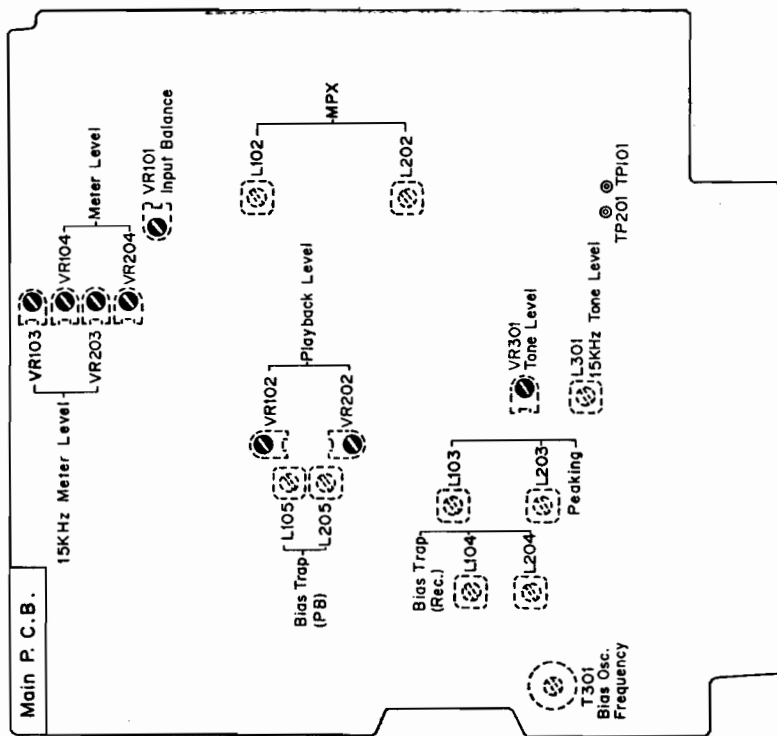 Main P. C. B.
15KHz Meter Level
VR103
VR203
Meter Level
VR104
VR204
VR101
Input Balance
MPX
L102
L202
Playback Level
VR102
VR202
Bias Trap
(PB)
L105
L205
VR301
Tone Level
L301
15KHz Tone Level
TP201 TP101
Bias Trap
(Rec.)
L104
L204
L103
L203
Peaking
T301
Bias Osc.
Frequency